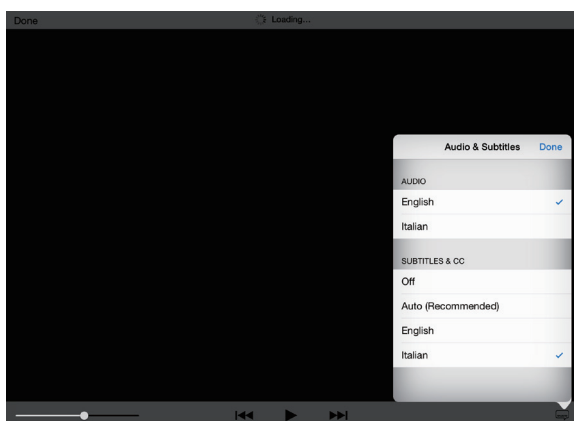 Done
Loading...
Audio & Subtitles Done
AUDIO
English
Italian
SUBTITLES & CC
Off
Auto (Recommended)
English
Italian